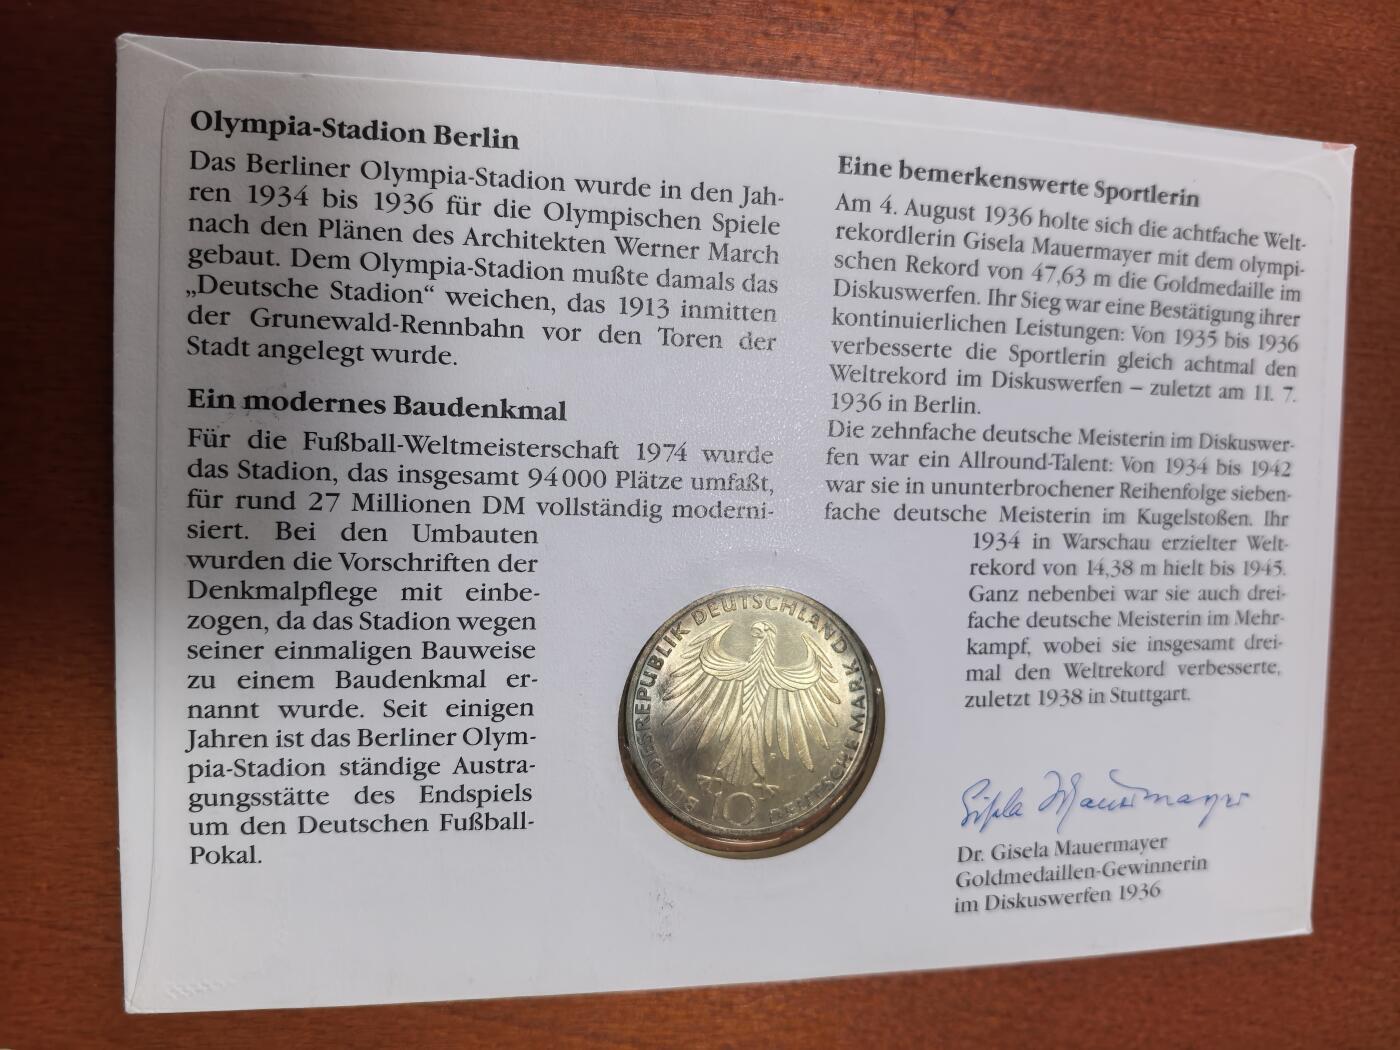 Olympia-Stadion Berlin
Das Berliner Olympia-Stadion wurde in den Jah-
ren 1934 bis 1936 für die Olympischen Spiele
nach den Plänen des Architekten Werner March
gebaut. Dem Olympia-Stadion mußte damals das
„Deutsche Stadion“ weichen, das 1913 inmitten
der Grunewald-Rennbahn vor den Toren der
Stadt angelegt wurde.
Ein modernes Baudenkmal
Für die Fußball-Weltmeisterschaft 1974 wurde
das Stadion, das insgesamt 94000 Plätze umfaßt,
für rund 27 Millionen DM vollständig moderni-
siert. Bei den Umbauten
wurden die Vorschriften der
Denkmalpflege mit einbe-
zogen, da das Stadion wegen
seiner einmaligen Bauweise
zu einem Baudenkmal er-
nannt wurde. Seit einigen
Jahren ist das Berliner Olym-
pia-Stadion ständige Austra-
gungsstätte des Endspiels
um den Deutschen Fußball-
Pokal.
Eine bemerkenswerte Sportlerin
Am 4. August 1936 holte sich die achtfache Welt-
rekordlerin Gisela Mauermayer mit dem olympi-
schen Rekord von 47,63 m die Goldmedaille im
Diskuswerfen. Ihr Sieg war eine Bestätigung ihrer
kontinuierlichen Leistungen: Von 1935 bis 1936
verbesserte die Sportlerin gleich achtmal den
Weltrekord im Diskuswerfen – zuletzt am 11. 7.
1936 in Berlin.
Die zehnfache deutsche Meisterin im Diskuswer-
fen war ein Allround-Talent: Von 1934 bis 1942
war sie in ununterbrochener Reihenfolge sieben-
fache deutsche Meisterin im Kugelstoßen. Ihr
1934 in Warschau erzielter Welt-
rekord von 14,38 m hielt bis 1945.
Ganz nebenbei war sie auch drei-
fache deutsche Meisterin im Mehr-
kampf, wobei sie insgesamt drei-
mal den Weltrekord verbesserte,
zuletzt 1938 in Stuttgart.
Gisela Mauermayer
Dr. Gisela Mauermayer
Goldmedaillen-Gewinnerin
im Diskuswerfen 1936
BUNDESREPUBLIK DEUTSCHLAND
10 DEUTSCHE MARK